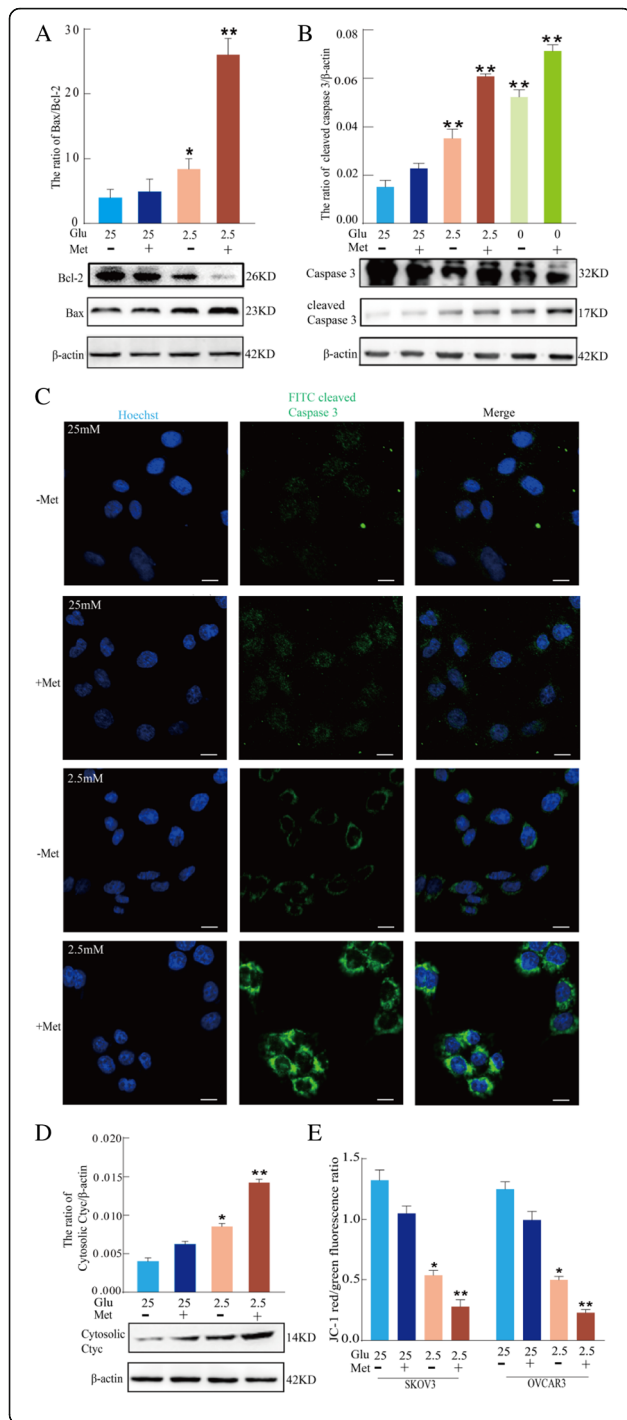 A
The ratio of Bax/Bcl-2
30
20
10
0
**
*
Glu 25 25 2.5 2.5
Met - + - +
Bcl-2 26KD
Bax 23KD
β-actin 42KD
B
The ratio of cleaved caspase 3/β-actin
0.08
0.06
0.04
0.02
0.00
** ** ** **
Glu 25 25 2.5 2.5 0 0
Met - + - + - +
Caspase 3 32KD
cleaved
Caspase 3 17KD
β-actin 42KD
C
Hoechst
FITC cleaved
Caspase 3
Merge
25mM
-Met
25mM
+Met
2.5mM
-Met
2.5mM
+Met
D
The ratio of
Cytosolic Ctyc/β-actin
0.020
0.015
0.010
0.005
0.000
* **
Glu 25 25 2.5 2.5
Met - + - +
Cytosolic
Ctyc 14KD
β-actin 42KD
E
JC-1 red/green fluorescence ratio
1.5
1.0
0.5
0.0
* ** * **
Glu 25 25 2.5 2.5 25 25 2.5 2.5
Met - + - + - + - +
SKOV3 OVCAR3